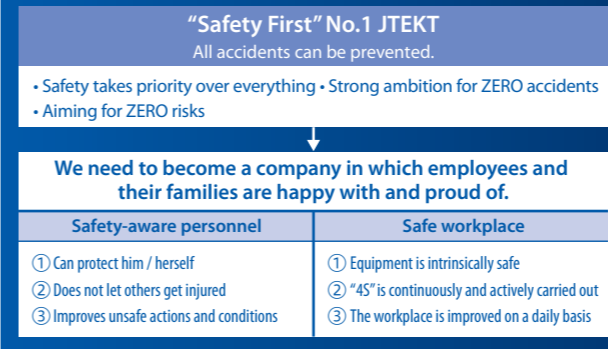 “Safety First” No.1 JTEKT
All accidents can be prevented.
• Safety takes priority over everything • Strong ambition for ZERO accidents
• Aiming for ZERO risks
We need to become a company in which employees and
their families are happy with and proud of.
Safety-aware personnel
① Can protect him / herself
② Does not let others get injured
③ Improves unsafe actions and conditions
Safe workplace
① Equipment is intrinsically safe
② “4S” is continuously and actively carried out
③ The workplace is improved on a daily basis